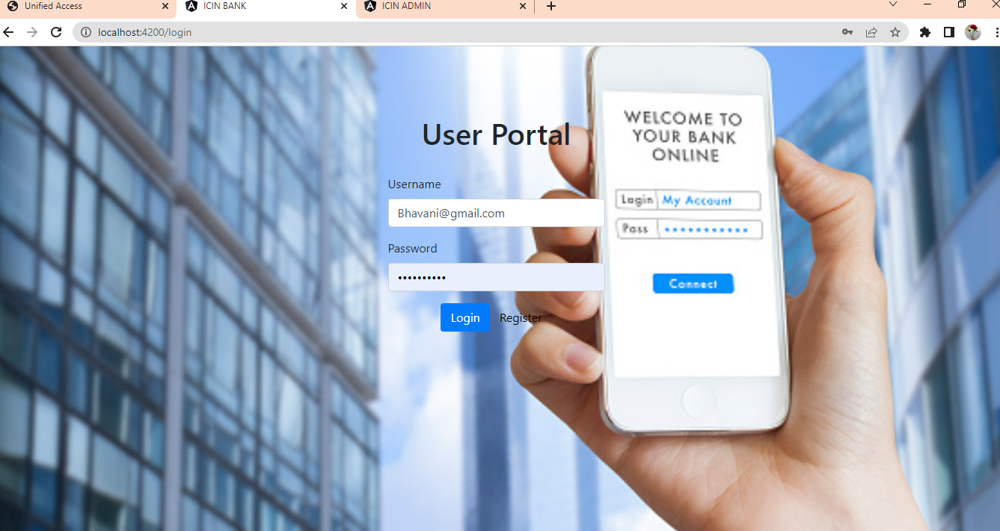 Unified Access
ICIN BANK
ICIN ADMIN
localhost:4200/login
User Portal
Username
Bhavani@gmail.com
Password
••••••••••
Login
Register
WELCOME TO
YOUR BANK
ONLINE
Login My Account
Pass ***********
Connect